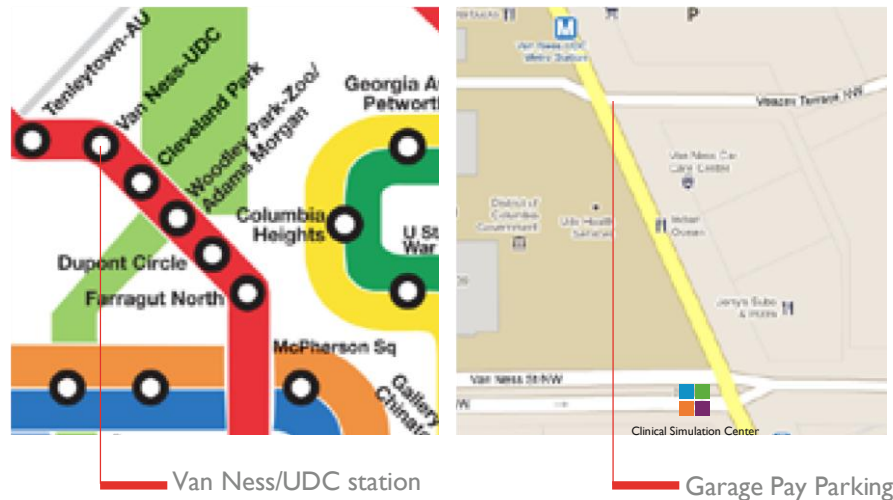 Tenleytown-AU
Van Ness-UDC
Cleveland Park
Woodley Park-Zoo/
Adams Morgan
Georgia A
Petworth
Columbia
Heights
U St
War
Dupont Circle
Farragut North
McPherson Sq
Gallery
Chinato
Van Ness/UDC station
P
M
Van Ness-UDC
Metro Station
Veazey Terrace NW
Van Ness Car
Care Center
District of
Columbia
Government
Udc Health
Services
Indian
Ocean
Jerry's Subs
& Pizza
Van Ness St NW
NW
Clinical Simulation Center
Garage Pay Parking